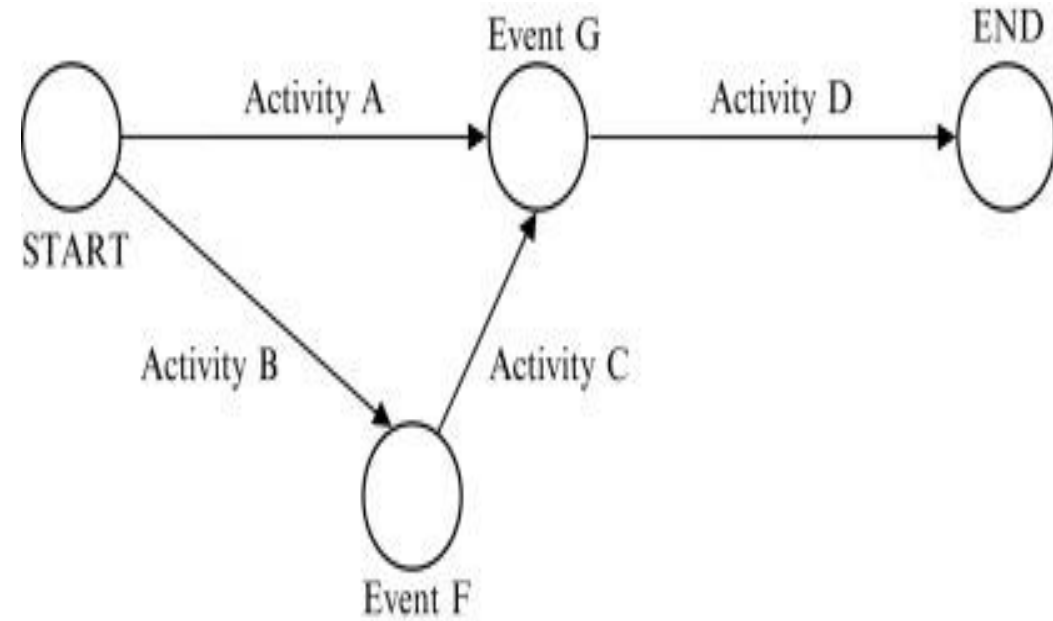 END
Event G
Activity A
Activity D
START
Activity B
Activity C
Event F